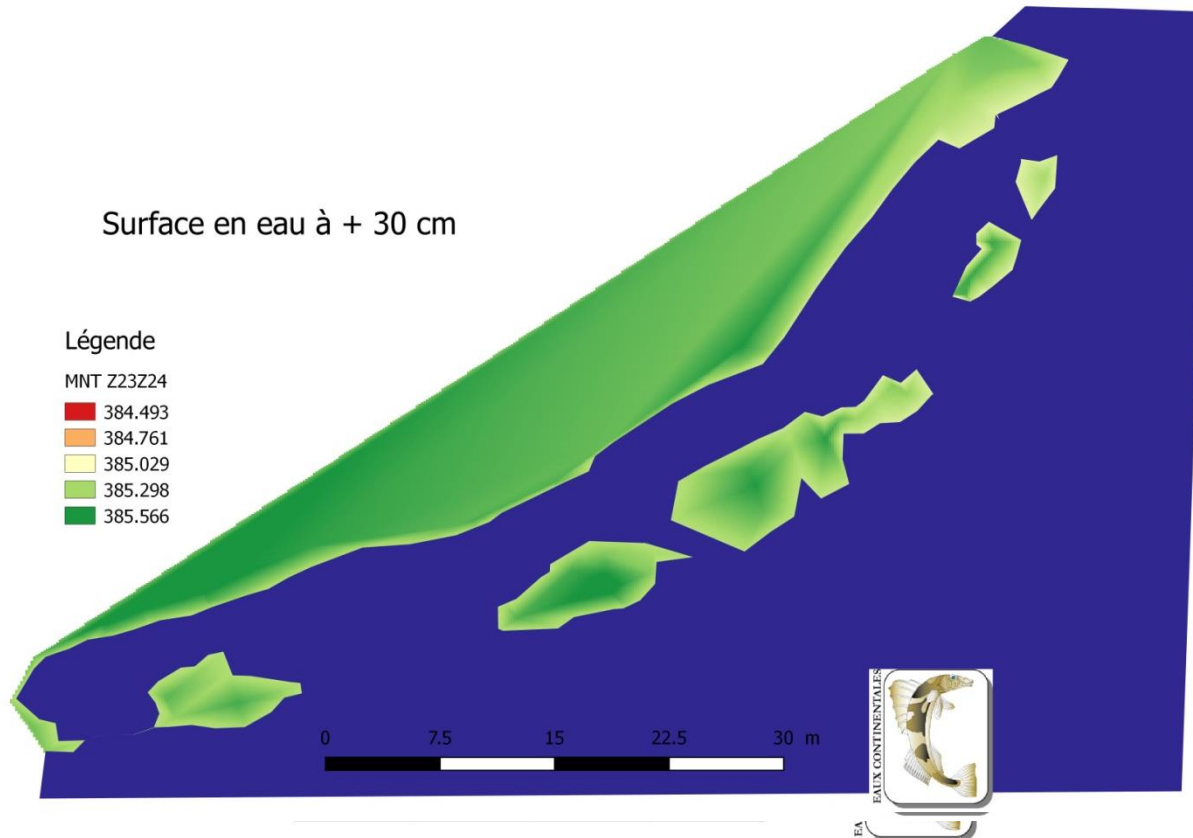 Surface en eau à + 30 cm
Légende
MNT Z23Z24
384.493
384.761
385.029
385.298
385.566
0 7.5 15 22.5 30 m
EAUX CONTINENTALES
EA